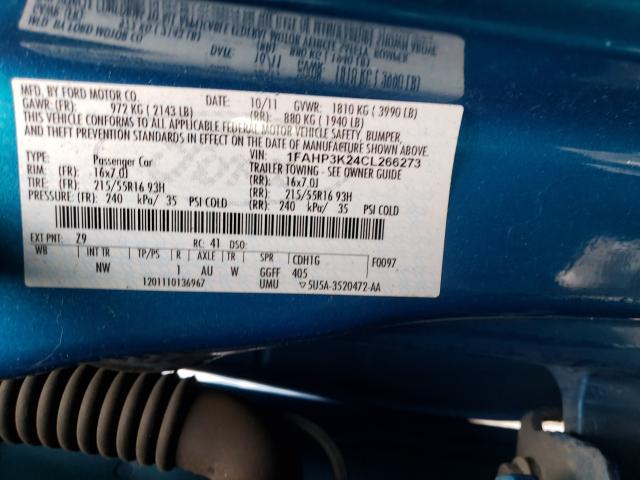 MFD. BY FORD MOTOR CO.
DATE: 10/11 GVWR: 1810 KG ( 3990 LB)
GAWR: (FR): 972 KG ( 2143 LB) (RR): 880 KG ( 1940 LB)
THIS VEHICLE CONFORMS TO ALL APPLICABLE FEDERAL MOTOR VEHICLE SAFETY, BUMPER,
AND THEFT PREVENTION STANDARDS IN EFFECT ON THE DATE OF MANUFACTURE SHOWN ABOVE.
VIN: 1FAHP3K24CL266273
TYPE: Passenger Car TRAILER TOWING - SEE OWNER GUIDE
RIM: (FR): 16x7.0J (RR): 16x7.0J
TIRE: (FR): 215/55R16 93H (RR): 215/55R16 93H
PRESSURE: (FR): 240 kPa/ 35 PSI COLD (RR): 240 kPa/ 35 PSI COLD
EXT PNT: Z9 RC: 41 DSO:
WB INT TR TP/PS R AXLE TR SPR CDH1G F0097
NW 1 AU W GGFF 405
1201110136967 UMU 5U5A-3520472-AA